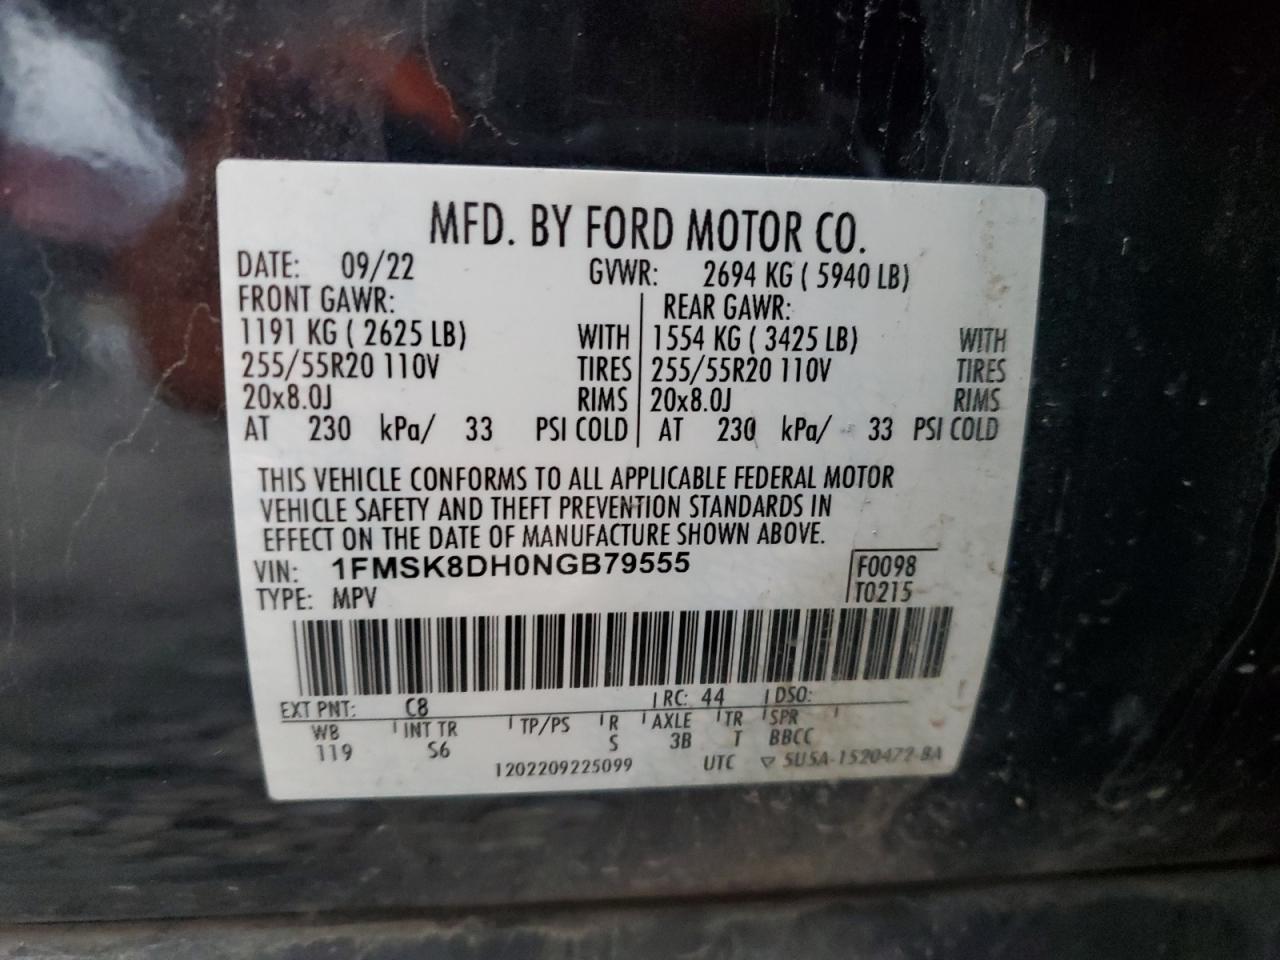 MFD. BY FORD MOTOR CO.
DATE: 09/22 GVWR: 2694 KG ( 5940 LB)
FRONT GAWR: REAR GAWR:
1191 KG ( 2625 LB) WITH 1554 KG ( 3425 LB) WITH
255/55R20 110V TIRES 255/55R20 110V TIRES
20x8.0J RIMS 20x8.0J RIMS
AT 230 kPa/ 33 PSI COLD AT 230 kPa/ 33 PSI COLD
THIS VEHICLE CONFORMS TO ALL APPLICABLE FEDERAL MOTOR
VEHICLE SAFETY AND THEFT PREVENTION STANDARDS IN
EFFECT ON THE DATE OF MANUFACTURE SHOWN ABOVE.
VIN: 1FMSK8DH0NGB79555 F0098
TYPE: MPV T0215
EXT PNT: C8 RC: 44 DSO:
WB INT TR TP/PS R AXLE TR SPR
119 S6 S 3B T BBCC
1202209225099 UTC ▽ 5U5A-1520472-BA